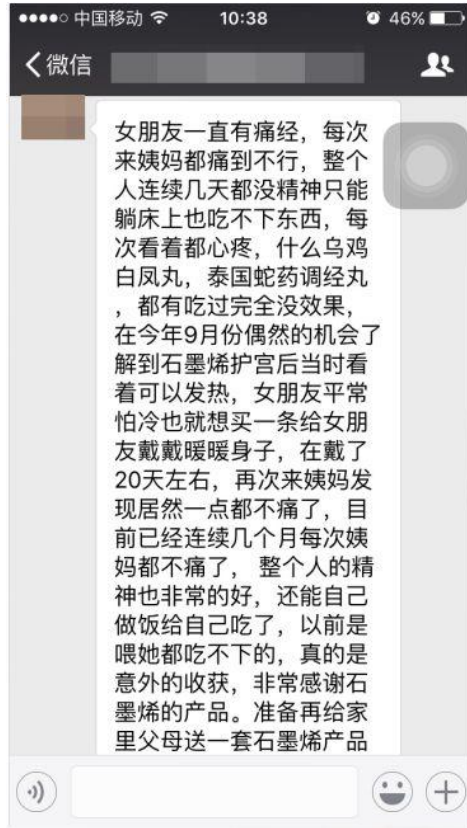 中国移动 10:38 46%
微信
女朋友一直有痛经，每次
来姨妈都痛到不行，整个
人连续几天都没精神只能
躺床上也吃不下东西，每
次看着都心疼，什么乌鸡
白凤丸，泰国蛇药调经丸
，都有吃过完全没效果，
在今年9月份偶然的机会了
解到石墨烯护宫后当时看
着可以发热，女朋友平常
怕冷也就想买一条给女朋
友戴戴暖暖身子，在戴了
20天左右，再次来姨妈发
现居然一点都不痛了，目
前已经连续几个月每次姨
妈都不痛了， 整个人的精
神也非常的好，还能自己
做饭给自己吃了，以前是
喂她都吃不下的，真的是
意外的收获，非常感谢石
墨烯的产品。准备再给家
里父母送一套石墨烯产品